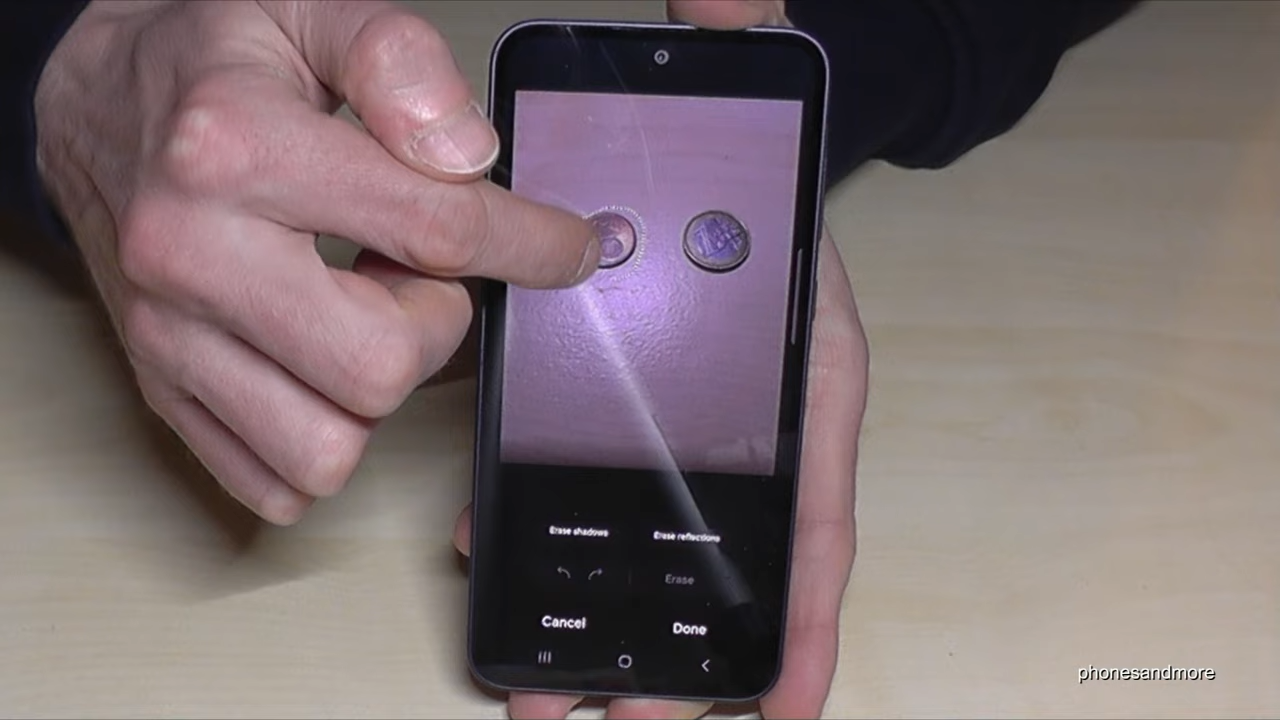 Erase shadows
Erase reflections
Erase
Cancel
Done
phonesandmore